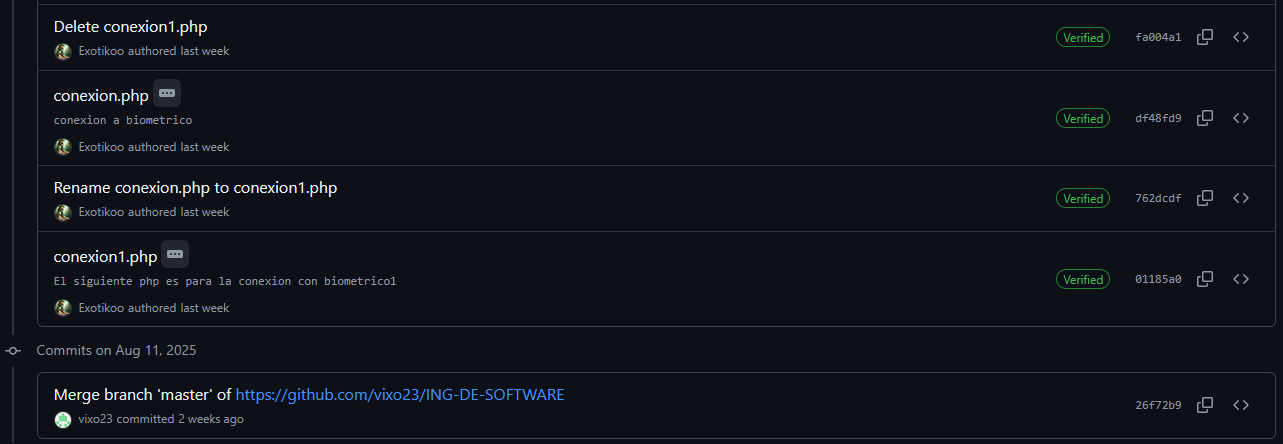 Delete conexion1.php
Exotikoo authored last week
Verified
fa004a1
conexion.php
conexion a biometrico
Exotikoo authored last week
Verified
df48fd9
Rename conexion.php to conexion1.php
Exotikoo authored last week
Verified
762dcdf
conexion1.php
El siguiente php es para la conexion con biometrico1
Exotikoo authored last week
Verified
01185a0
Commits on Aug 11, 2025
Merge branch 'master' of https://github.com/vixo23/ING-DE-SOFTWARE
vixo23 committed 2 weeks ago
26f72b9